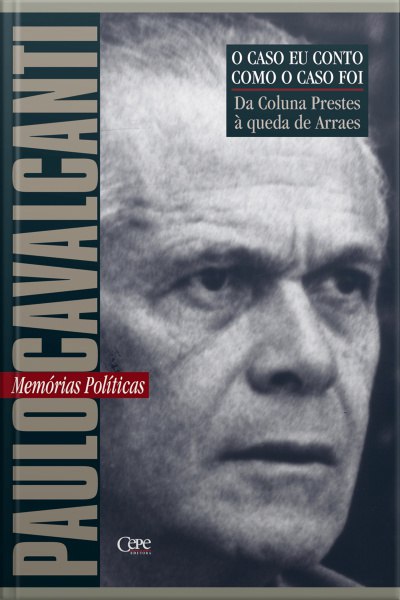 O CASO EU CONTO
COMO O CASO FOI
Da Coluna Prestes
à queda de Arraes
PAULO CAVALCANTI
Memórias Políticas
Cepe
EDITORA